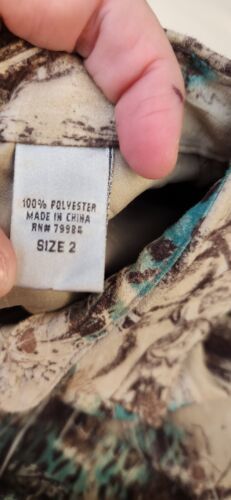 100% POLYESTER
MADE IN CHINA
RN# 79984
SIZE 2